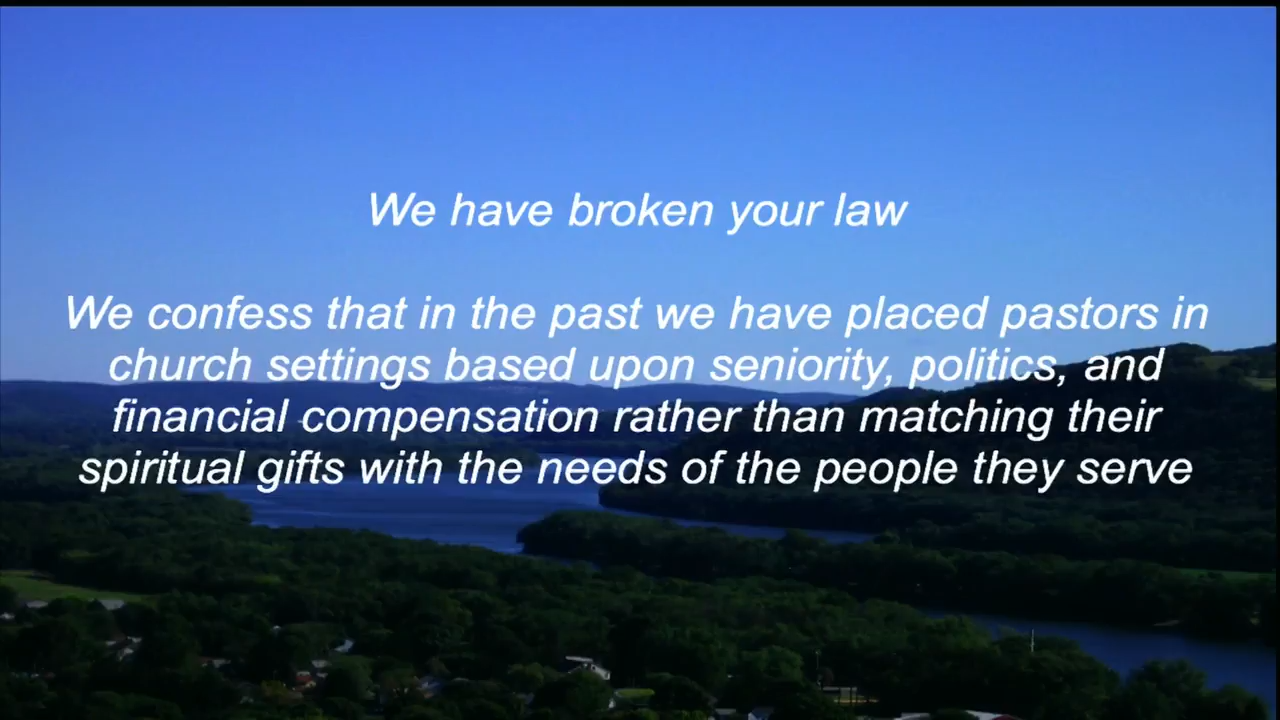 We have broken your law
We confess that in the past we have placed pastors in
church settings based upon seniority, politics, and
financial compensation rather than matching their
spiritual gifts with the needs of the people they serve